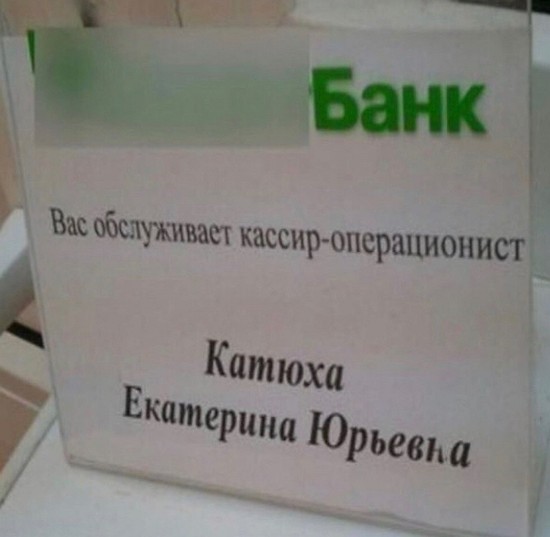 Банк
Вас обслуживает кассир-операционист
Катюха
Екатерина Юрьевна